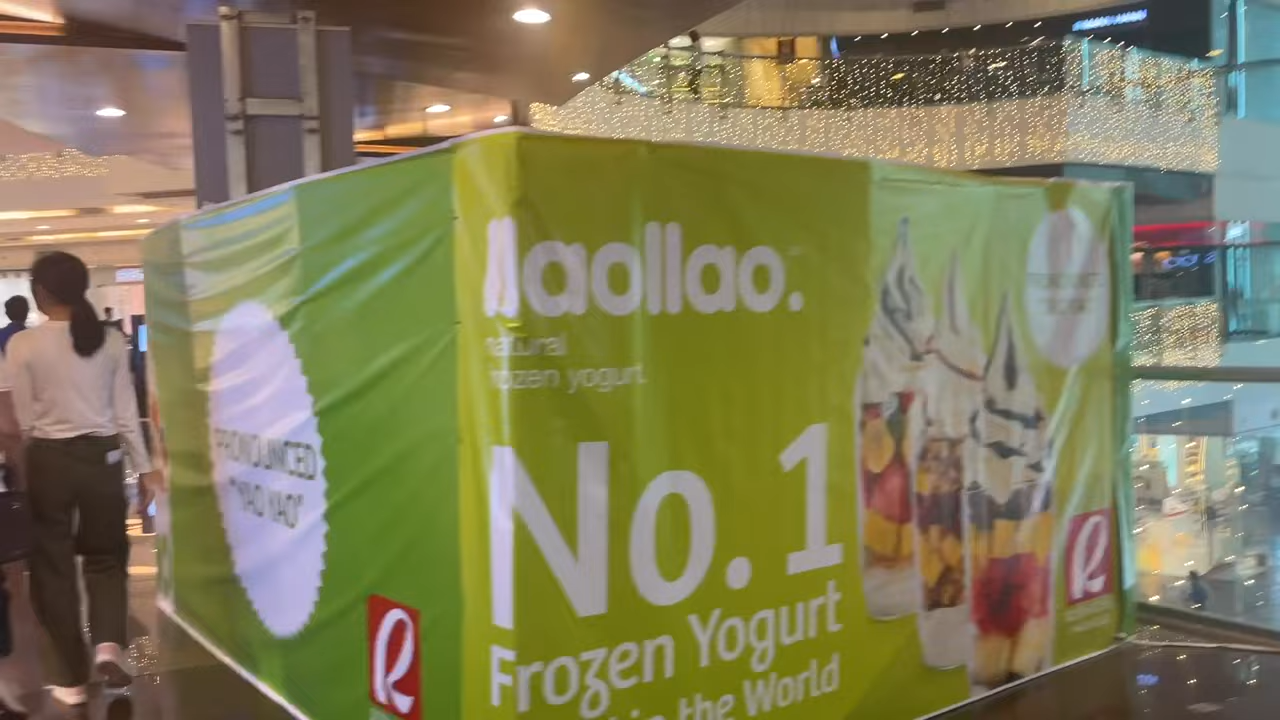 llaollao.
natural
frozen yogurt
No. 1
Frozen Yogurt
in the World
PRONOUNCED
"YAO YAO"
R
R